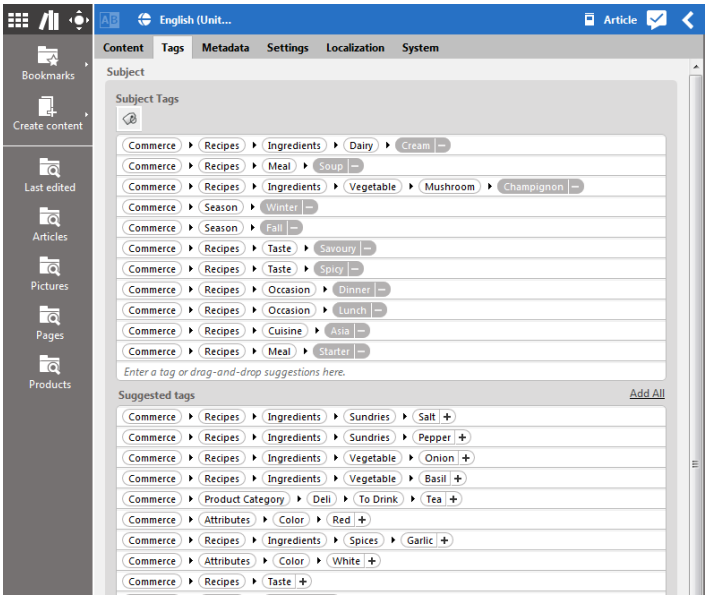 AB English (Unit... Article
Content Tags Metadata Settings Localization System
Bookmarks
Create content
Last edited
Articles
Pictures
Pages
Products
Subject
Subject Tags
Commerce Recipes Ingredients Dairy Cream
Commerce Recipes Meal Soup
Commerce Recipes Ingredients Vegetable Mushroom Champignon
Commerce Season Winter
Commerce Season Fall
Commerce Recipes Taste Savoury
Commerce Recipes Taste Spicy
Commerce Recipes Occasion Dinner
Commerce Recipes Occasion Lunch
Commerce Recipes Cuisine Asia
Commerce Recipes Meal Starter
Enter a tag or drag-and-drop suggestions here.
Suggested tags Add All
Commerce Recipes Ingredients Sundries Salt
Commerce Recipes Ingredients Sundries Pepper
Commerce Recipes Ingredients Vegetable Onion
Commerce Recipes Ingredients Vegetable Basil
Commerce Product Category Deli To Drink Tea
Commerce Attributes Color Red
Commerce Recipes Ingredients Spices Garlic
Commerce Attributes Color White
Commerce Recipes Taste